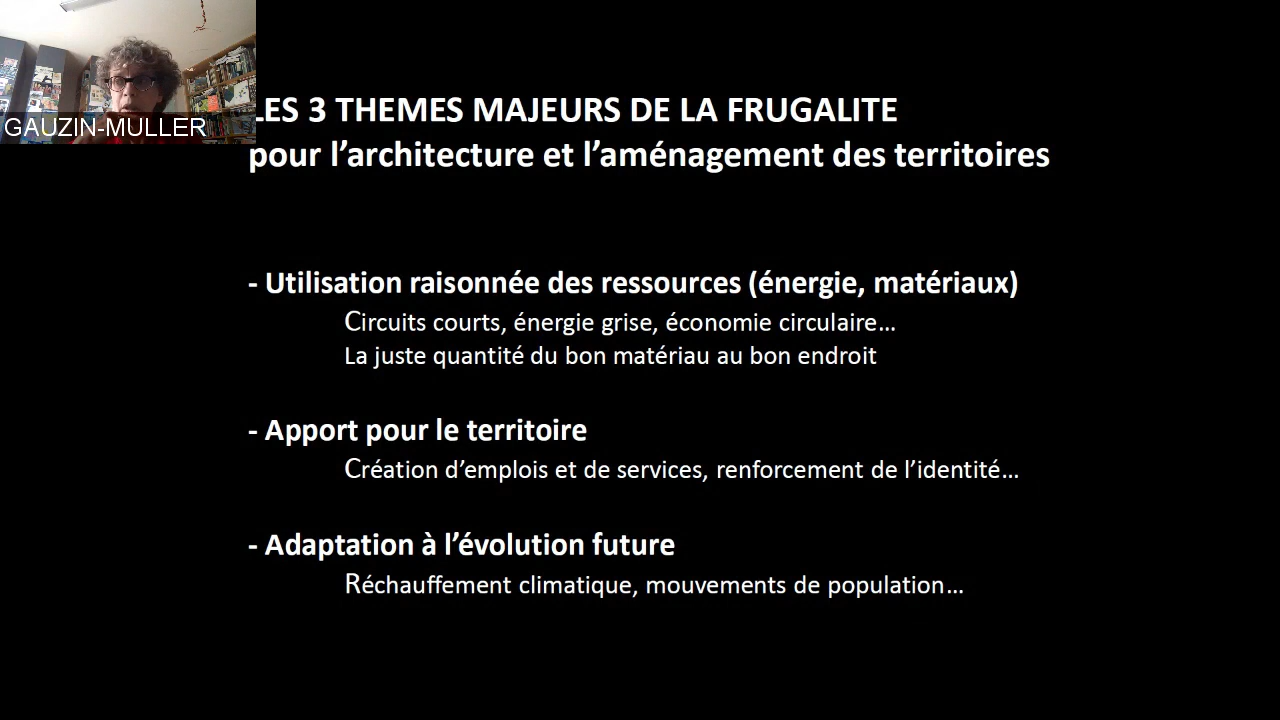 GAUZIN-MULLER
LES 3 THEMES MAJEURS DE LA FRUGALITE
pour l’architecture et l’aménagement des territoires
- Utilisation raisonnée des ressources (énergie, matériaux)
Circuits courts, énergie grise, économie circulaire…
La juste quantité du bon matériau au bon endroit
- Apport pour le territoire
Création d’emplois et de services, renforcement de l’identité…
- Adaptation à l’évolution future
Réchauffement climatique, mouvements de population…